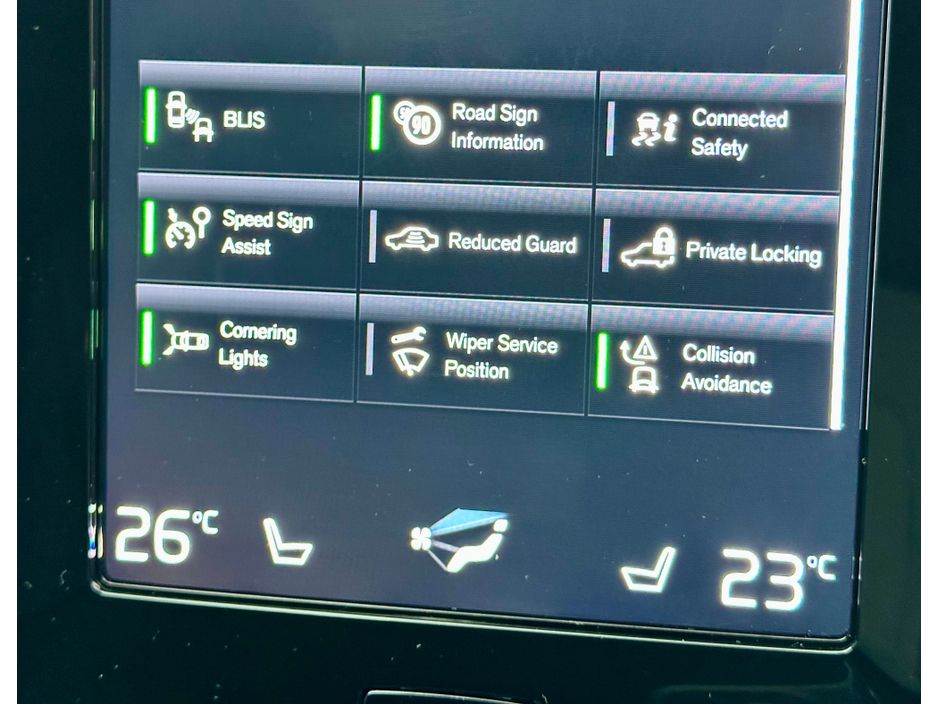 BLIS
Road Sign
Information
Connected
Safety
Speed Sign
Assist
Reduced Guard
Private Locking
Cornering
Lights
Wiper Service
Position
Collision
Avoidance
90
26°C
23°C